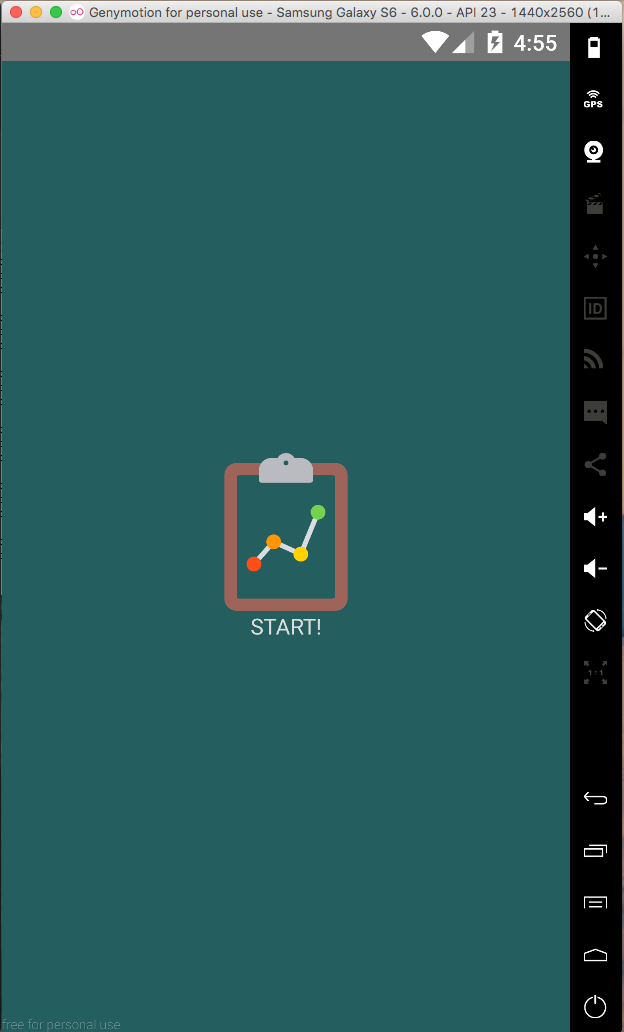 Genymotion for personal use - Samsung Galaxy S6 - 6.0.0 - API 23 - 1440x2560 (1...
4:55
GPS
ID
1:1
START!
free for personal use